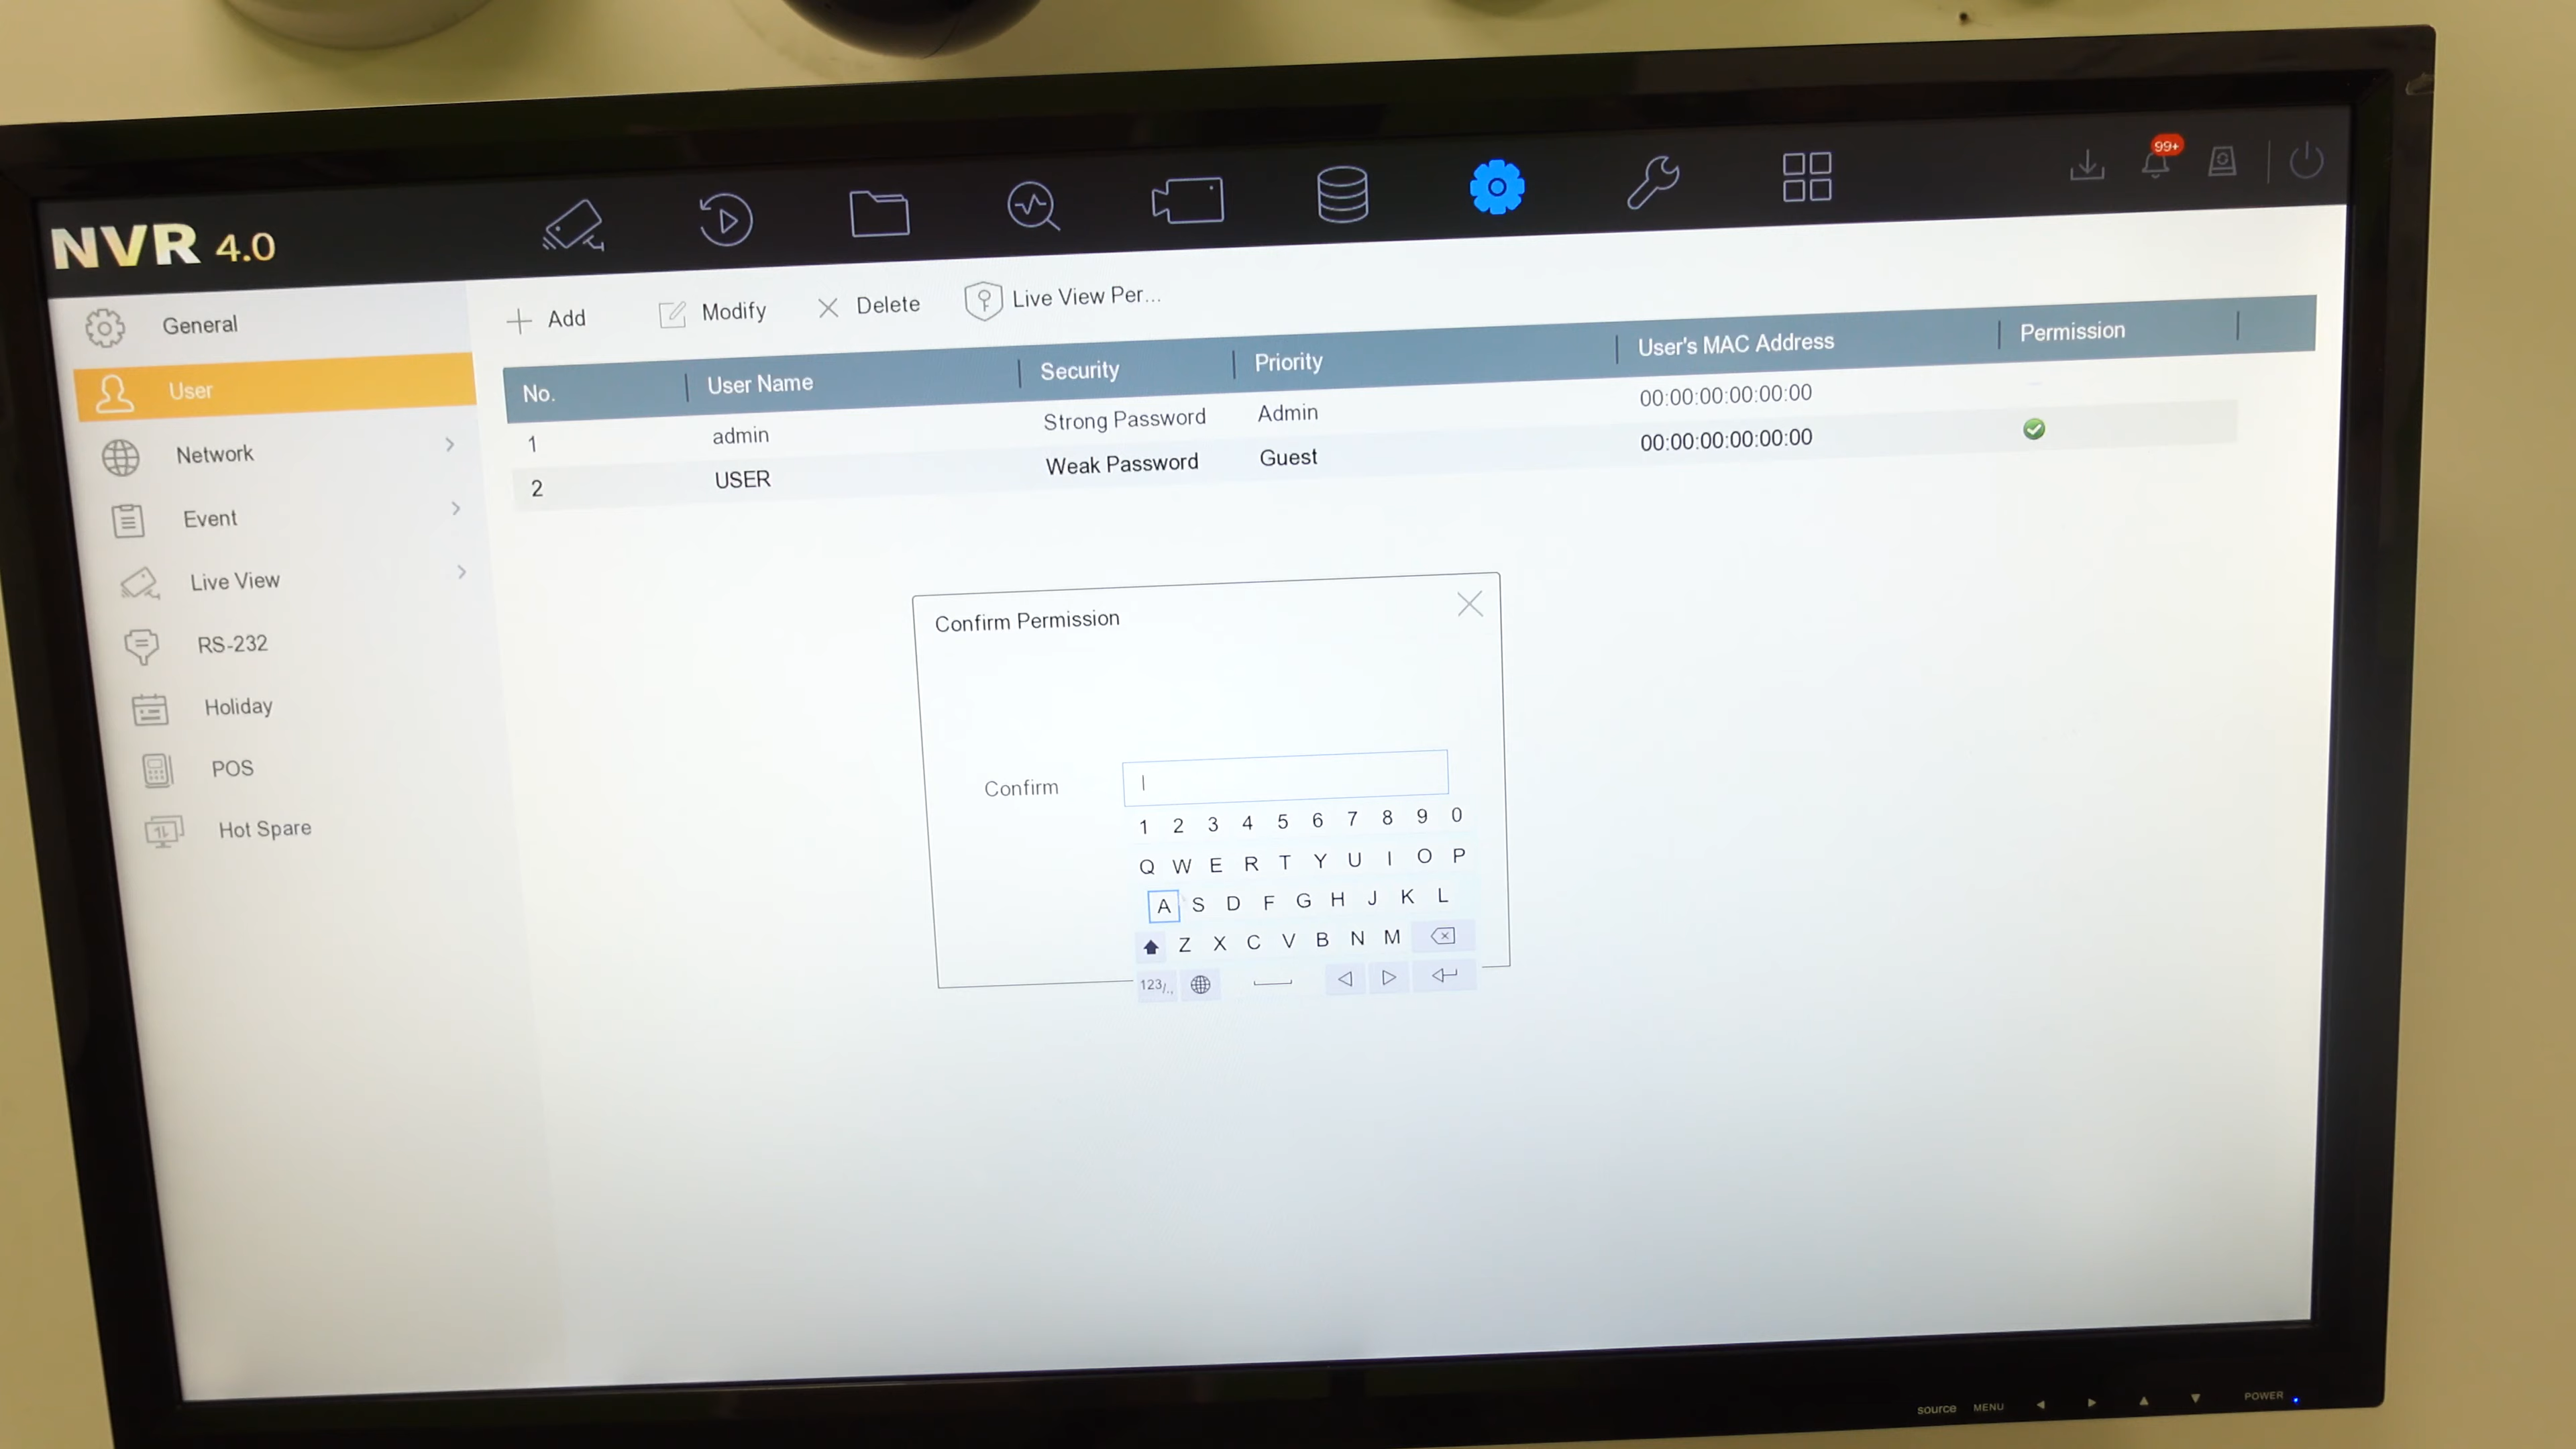 NVR 4.0
99+
General
User
Network
Event
Live View
RS-232
Holiday
POS
Hot Spare
Add Modify Delete Live View Per...
No. User Name Security Priority User's MAC Address Permission
1 admin Strong Password Admin 00:00:00:00:00:00
2 USER Weak Password Guest 00:00:00:00:00:00
Confirm Permission
Confirm
1 2 3 4 5 6 7 8 9 0
Q W E R T Y U I O P
A S D F G H J K L
Z X C V B N M
123/.,
source MENU POWER